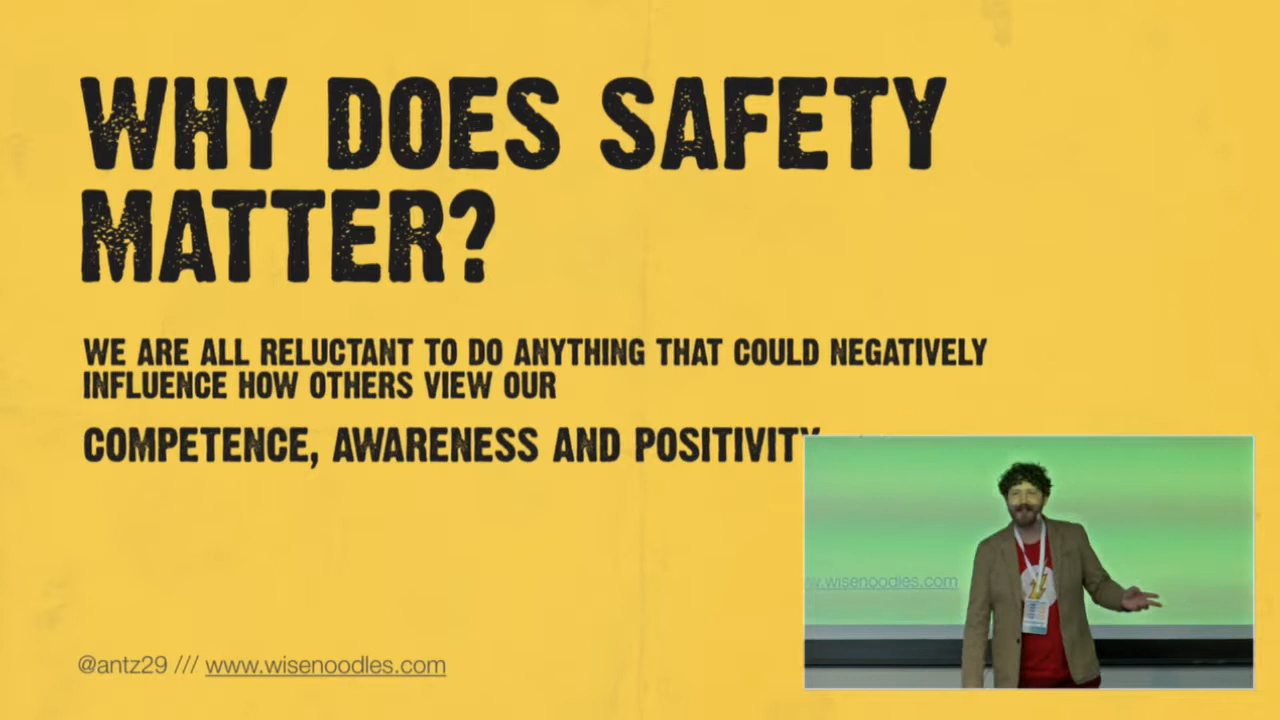 WHY DOES SAFETY
MATTER?
WE ARE ALL RELUCTANT TO DO ANYTHING THAT COULD NEGATIVELY
INFLUENCE HOW OTHERS VIEW OUR
COMPETENCE, AWARENESS AND POSITIVITY
@antz29 /// www.wisenoodles.com
w.wisenoodles.com